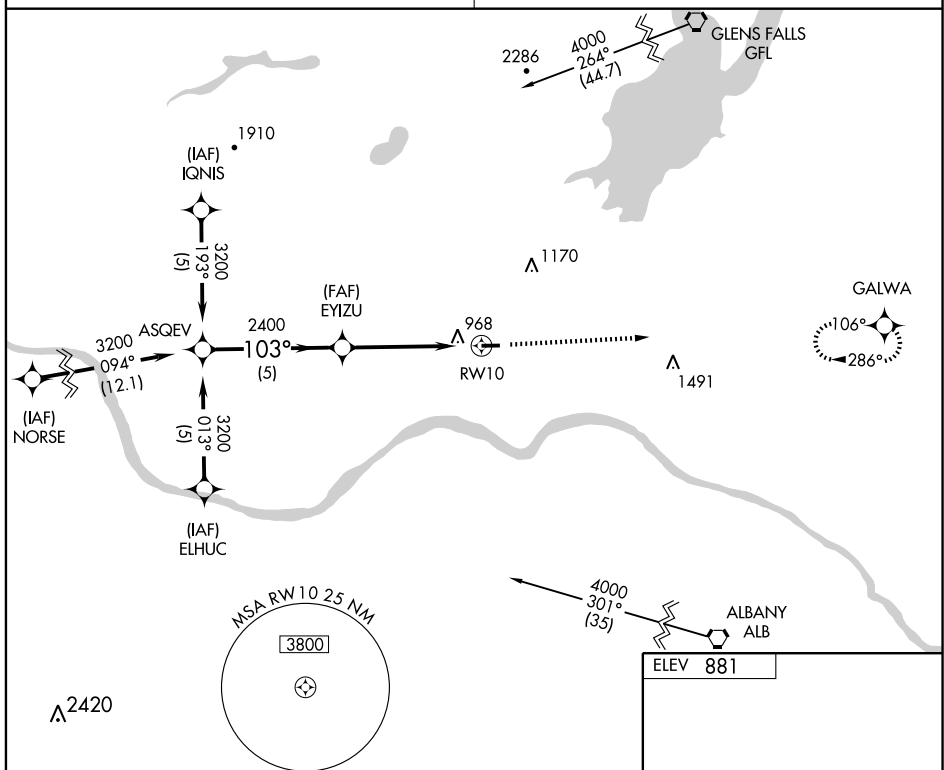 GLENS FALLS
GFL
4000
264°
(44.7)
2286
1910
(IAF)
IQNIS
3200
193°
(5)
1170
(FAF)
EYIZU
GALWA
106°
286°
ASQEV
2400
103°
(5)
968
RW10
3200
094°
(12.1)
1491
(IAF)
NORSE
3200
013°
(5)
(IAF)
ELHUC
MSA RW10 25 NM
3800
4000
301°
(35)
ALBANY
ALB
ELEV 881
2420